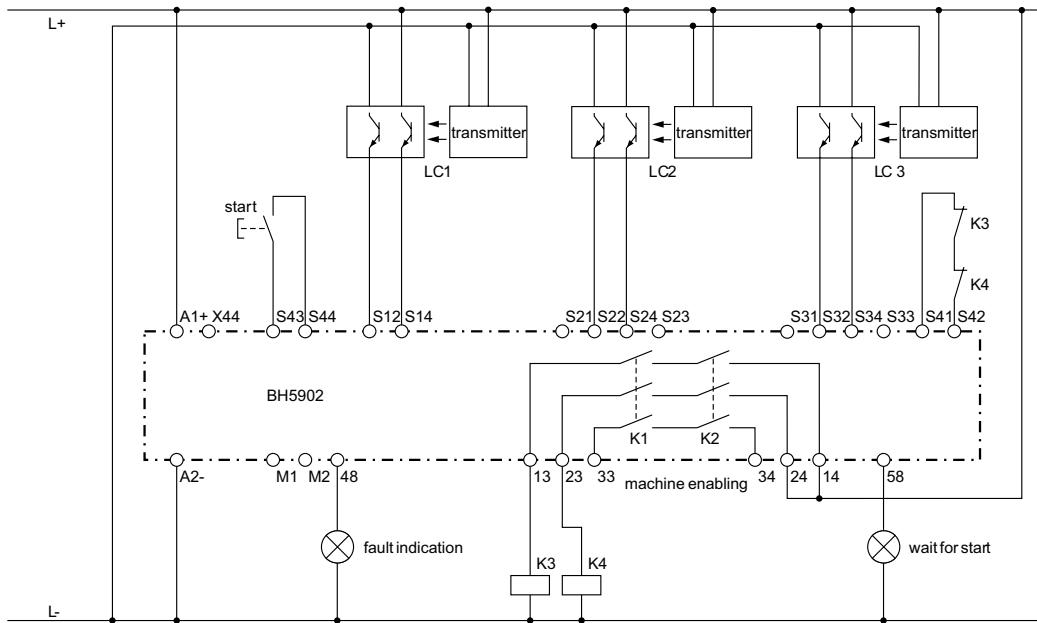 L+
transmitter
transmitter
transmitter
LC1
LC2
LC 3
start
K3
K4
A1+ X44 S43 S44 S12 S14 S21 S22 S24 S23 S31 S32 S34 S33 S41 S42
BH5902
K1 K2
A2- M1 M2 48 13 23 33 machine enabling 34 24 14 58
fault indication
K3 K4
wait for start
L-